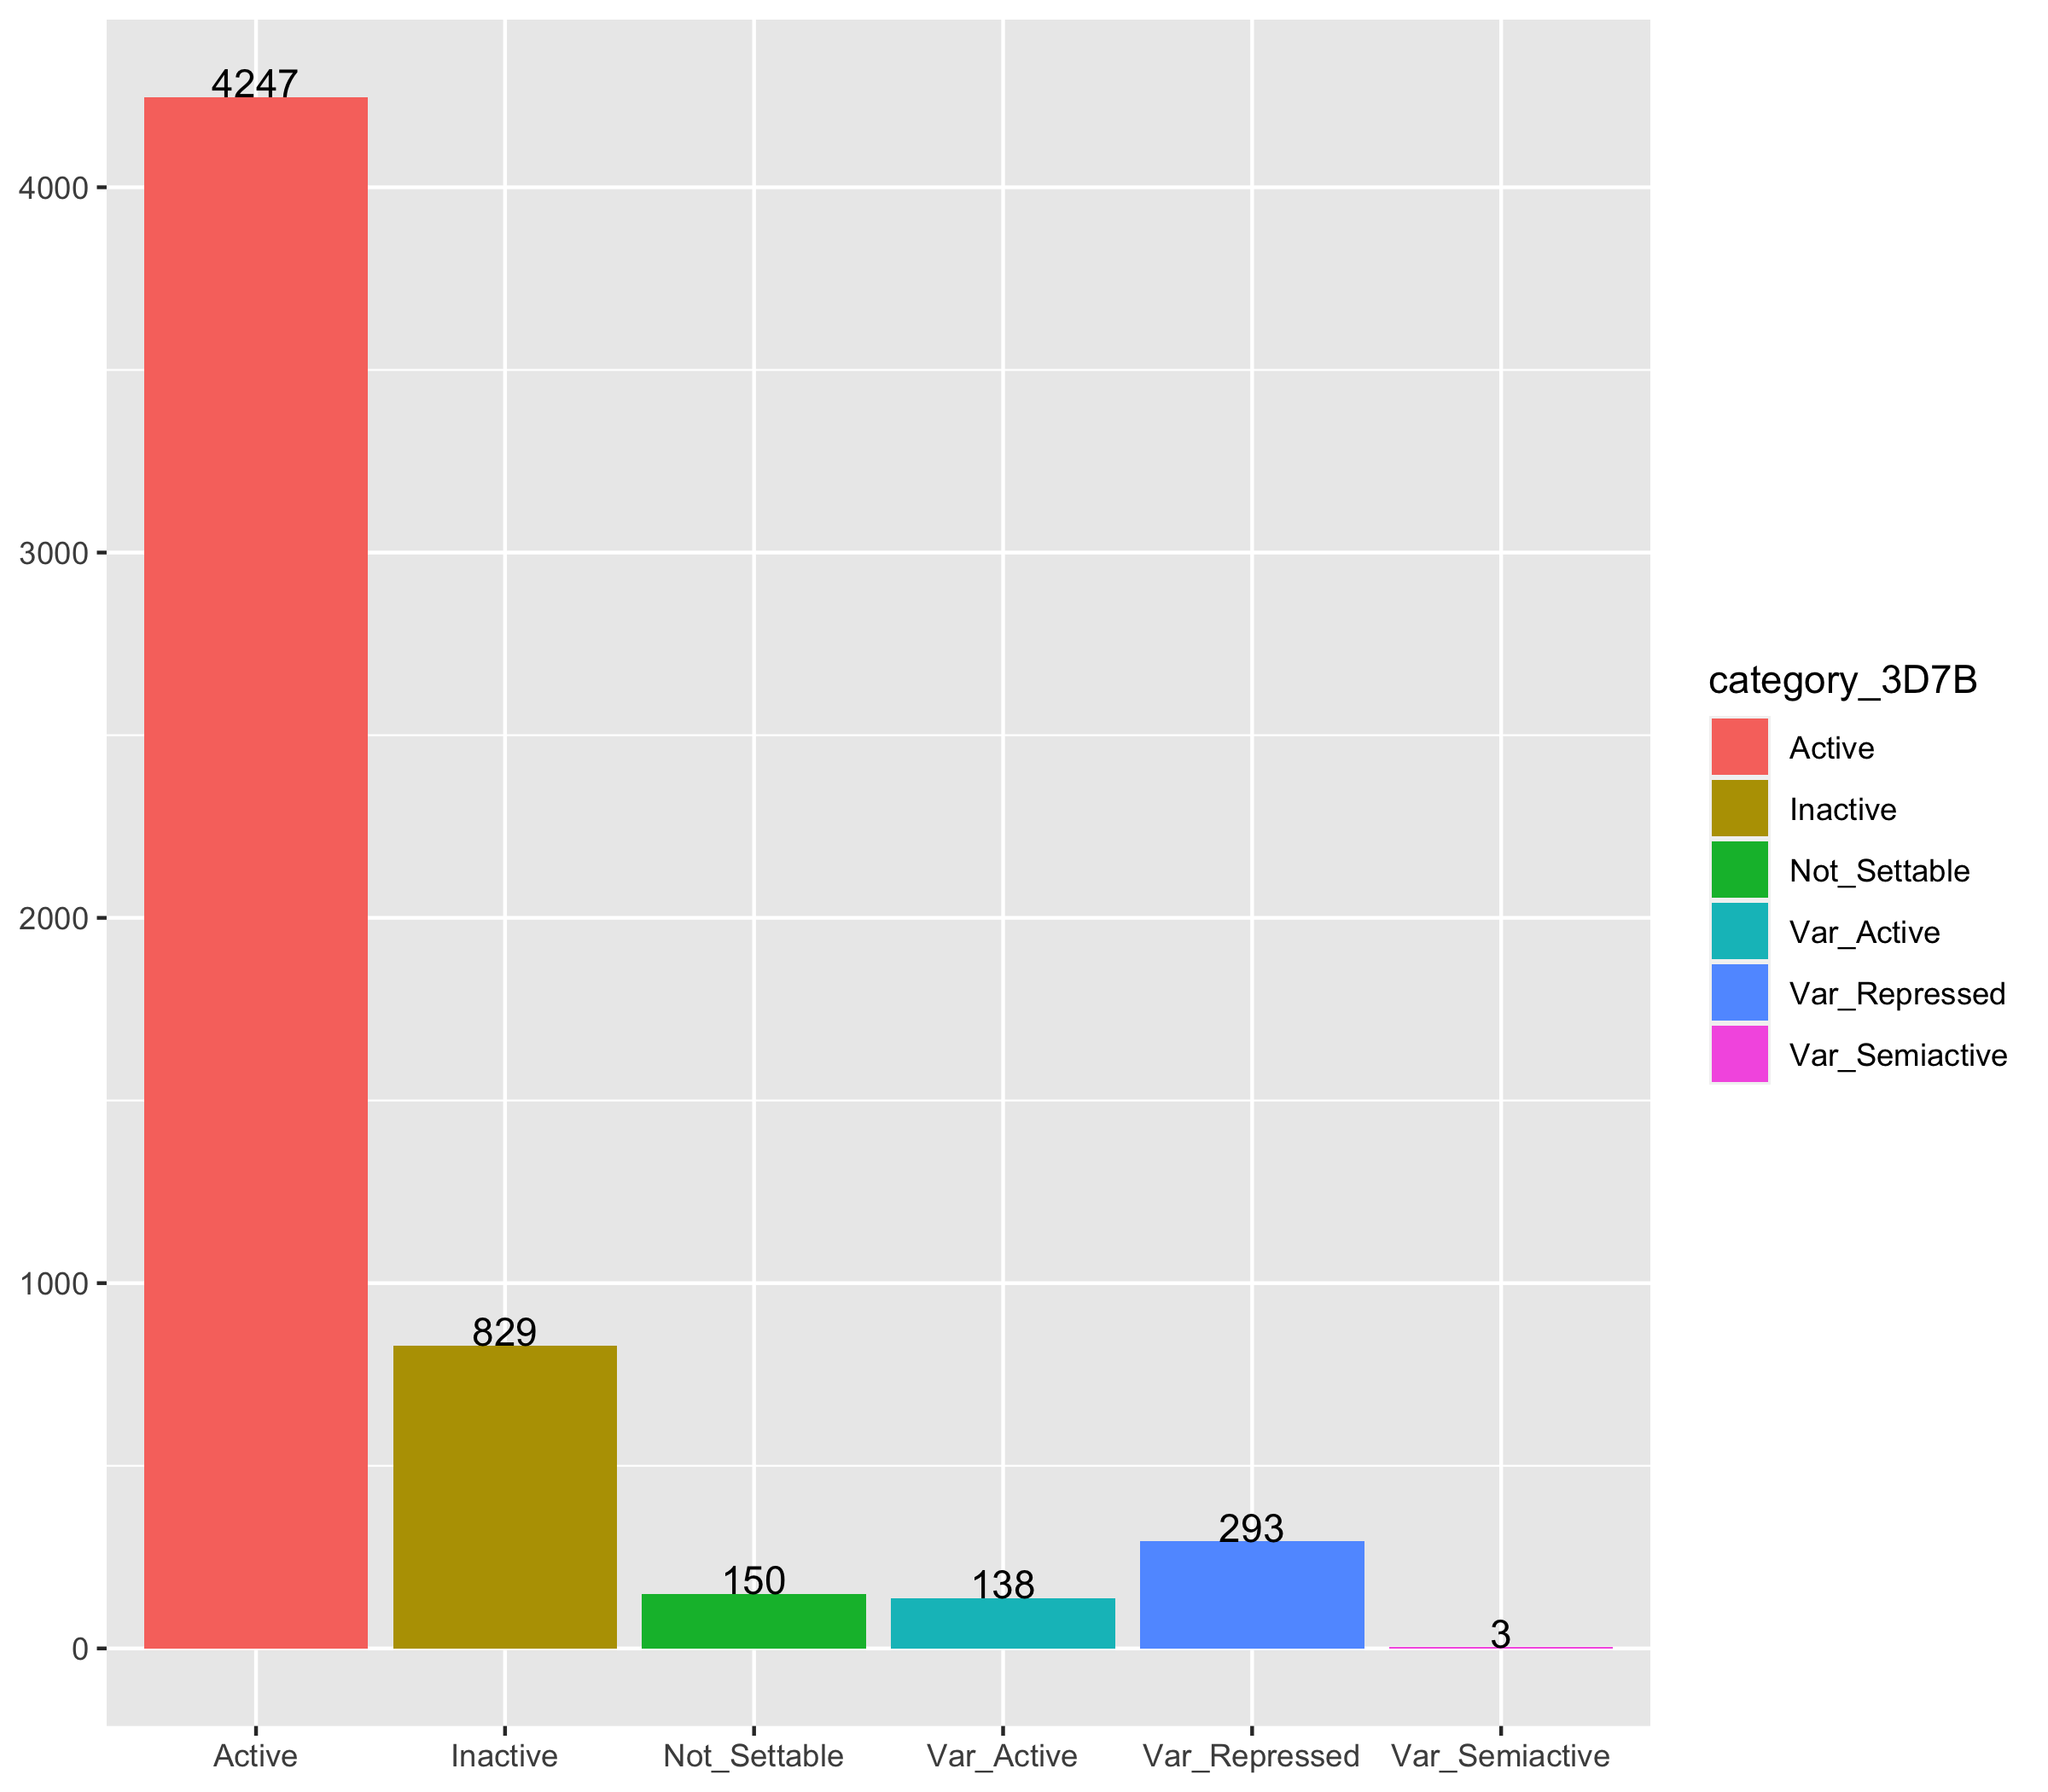 4247
4000
3000
2000
1000
829
293
150
138
3
0
Active Inactive Not_Settable Var_Active Var_Repressed Var_Semiactive
category_3D7B
Active
Inactive
Not_Settable
Var_Active
Var_Repressed
Var_Semiactive